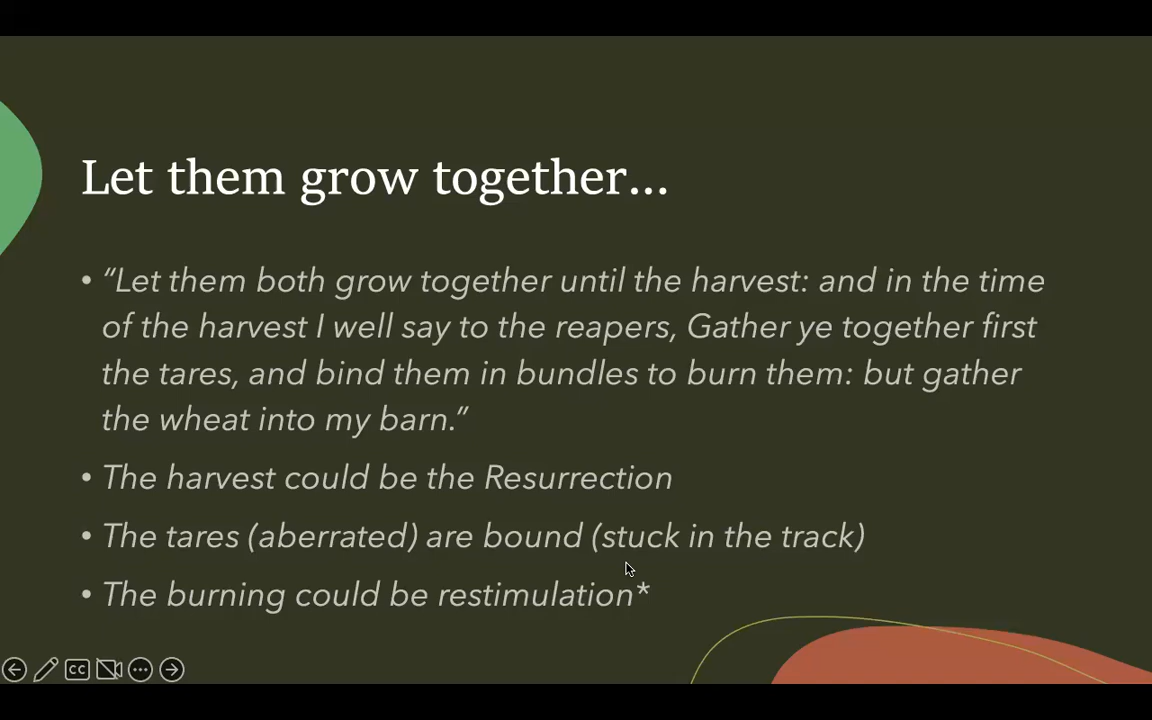 Let them grow together...
• “Let them both grow together until the harvest: and in the time
of the harvest I well say to the reapers, Gather ye together first
the tares, and bind them in bundles to burn them: but gather
the wheat into my barn.”
• The harvest could be the Resurrection
• The tares (aberrated) are bound (stuck in the track)
• The burning could be restimulation*
CC